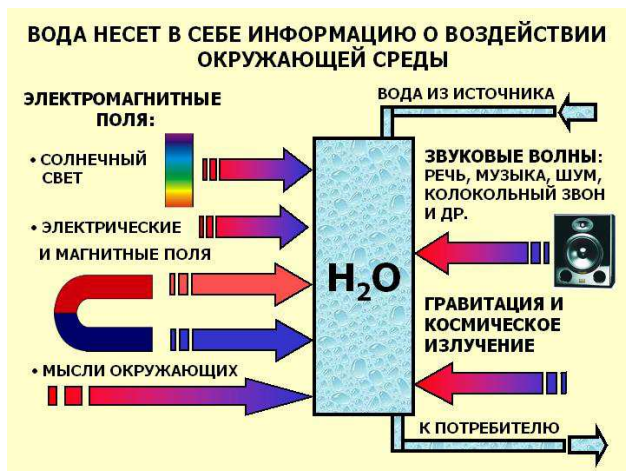 ВОДА НЕСЕТ В СЕБЕ ИНФОРМАЦИЮ О ВОЗДЕЙСТВИИ
ОКРУЖАЮЩЕЙ СРЕДЫ
ЭЛЕКТРОМАГНИТНЫЕ
ПОЛЯ:
• СОЛНЕЧНЫЙ
СВЕТ
• ЭЛЕКТРИЧЕСКИЕ
И МАГНИТНЫЕ ПОЛЯ
• МЫСЛИ ОКРУЖАЮЩИХ
H₂O
ВОДА ИЗ ИСТОЧНИКА
ЗВУКОВЫЕ ВОЛНЫ:
РЕЧЬ, МУЗЫКА, ШУМ,
КОЛОКОЛЬНЫЙ ЗВОН
И ДР.
ГРАВИТАЦИЯ И
КОСМИЧЕСКОЕ
ИЗЛУЧЕНИЕ
К ПОТРЕБИТЕЛЮ